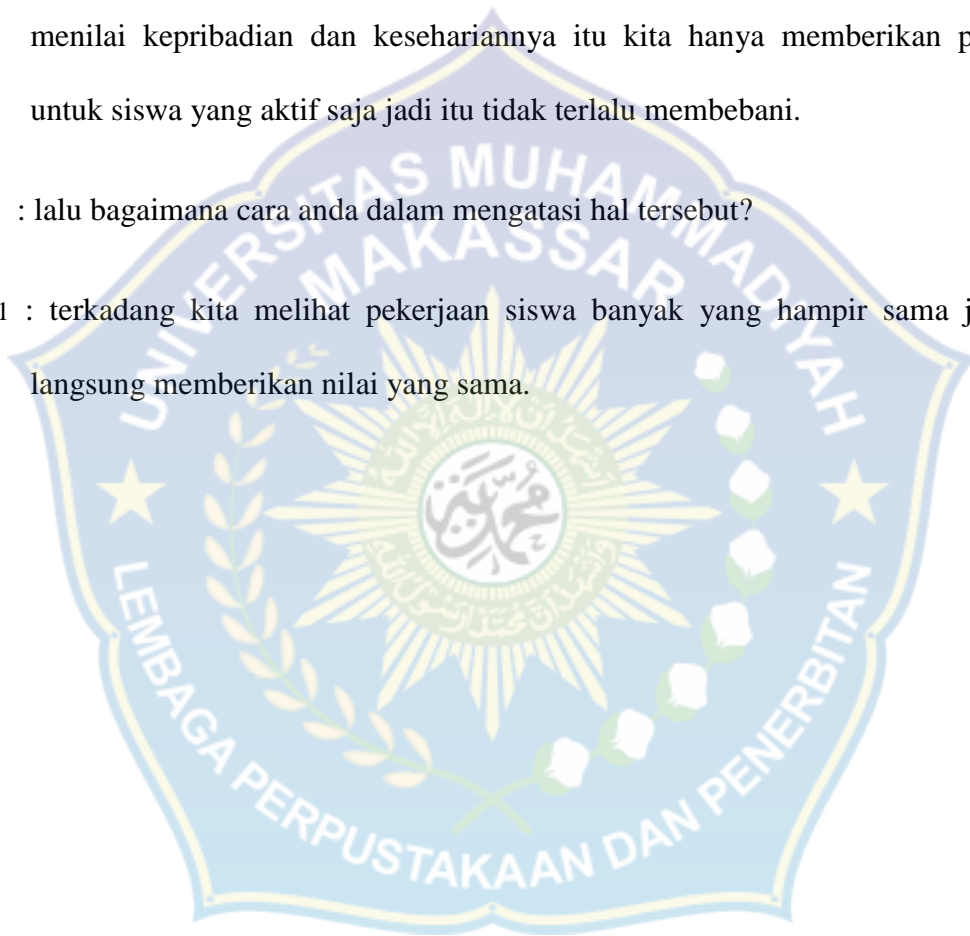 menilai kepribadian dan kesehariannya itu kita hanya memberikan p
untuk siswa yang aktif saja jadi itu tidak terlalu membebani.
: lalu bagaimana cara anda dalam mengatasi hal tersebut?
1 : terkadang kita melihat pekerjaan siswa banyak yang hampir sama j
langsung memberikan nilai yang sama.
UNIVERSITAS MUHAMMADIYAH
MAKASSAR
LEMBAGA PERPUSTAKAAN DAN PENERBITAN